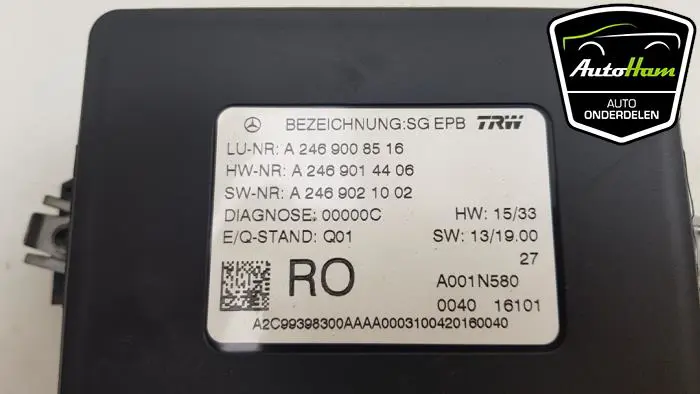 AutoHam
AUTO
ONDERDELEN
BEZEICHNUNG:SG EPB TRW
LU-NR: A 246 900 85 16
HW-NR: A 246 901 44 06
SW-NR: A 246 902 10 02
DIAGNOSE: 00000C HW: 15/33
E/Q-STAND: Q01 SW: 13/19.00
27
RO A001N580
0040 16101
A2C99398300AAAA0003100420160040